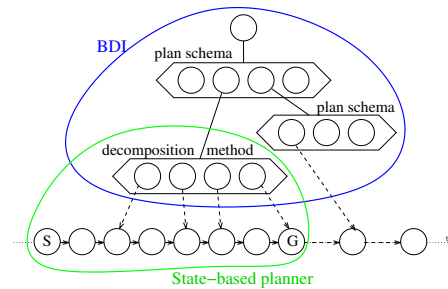 BDI
plan schema
plan schema
decomposition method
S
G
t
State-based planner